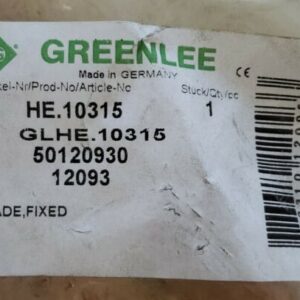 GREENLEE
Made in GERMANY
kel-Nr/Prod-No/Article-No
Stuck/Qty/pc
HE.10315
1
GLHE.10315
50120930
12093
ADE,FIXED